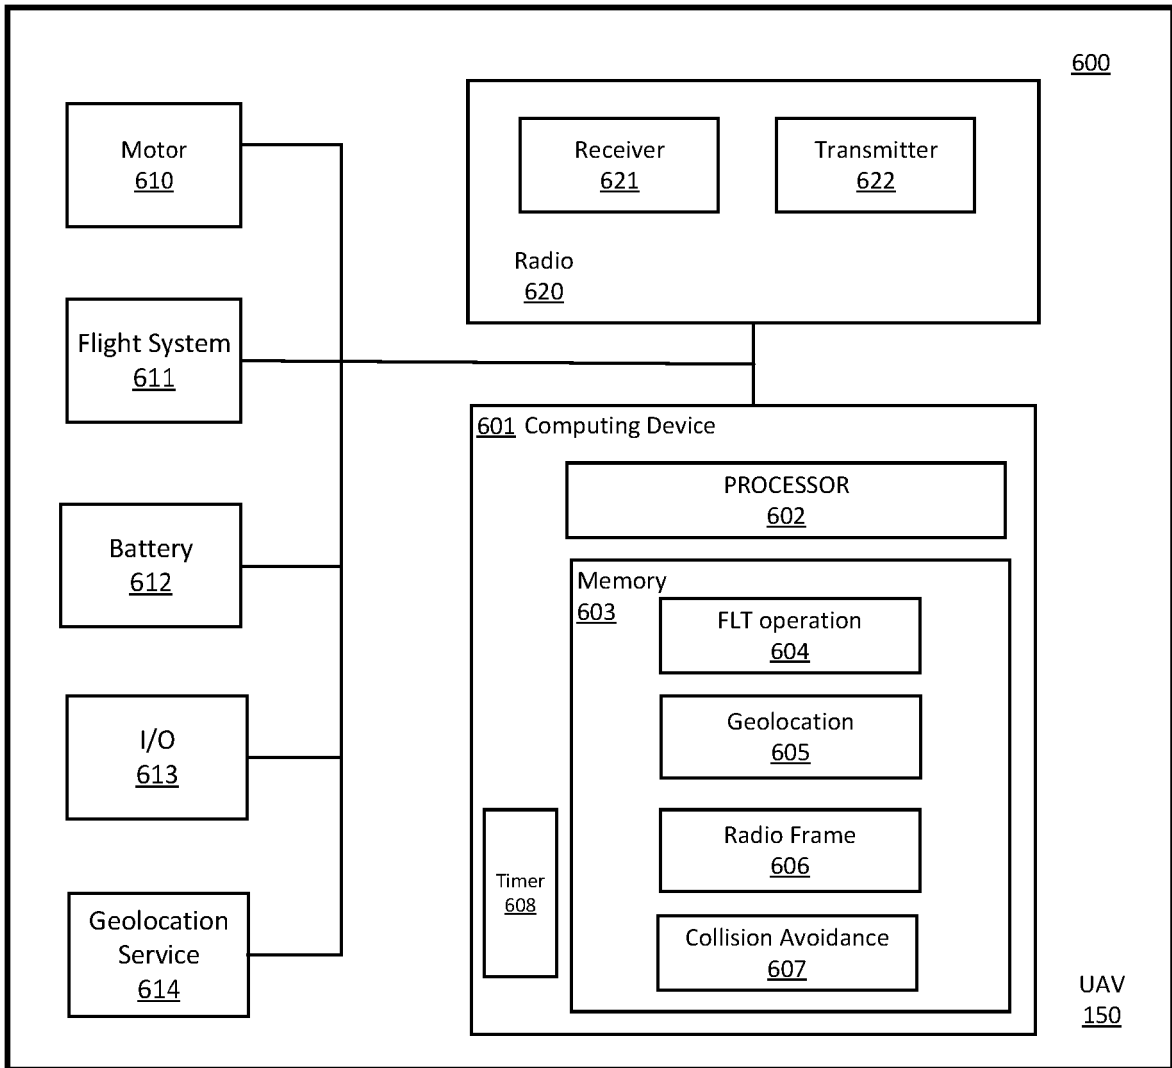 600
Motor
610
Receiver
621
Transmitter
622
Radio
620
Flight System
611
601 Computing Device
PROCESSOR
602
Battery
612
Memory
603
FLT operation
604
I/O
613
Geolocation
605
Radio Frame
606
Timer
608
Geolocation
Service
614
Collision Avoidance
607
UAV
150